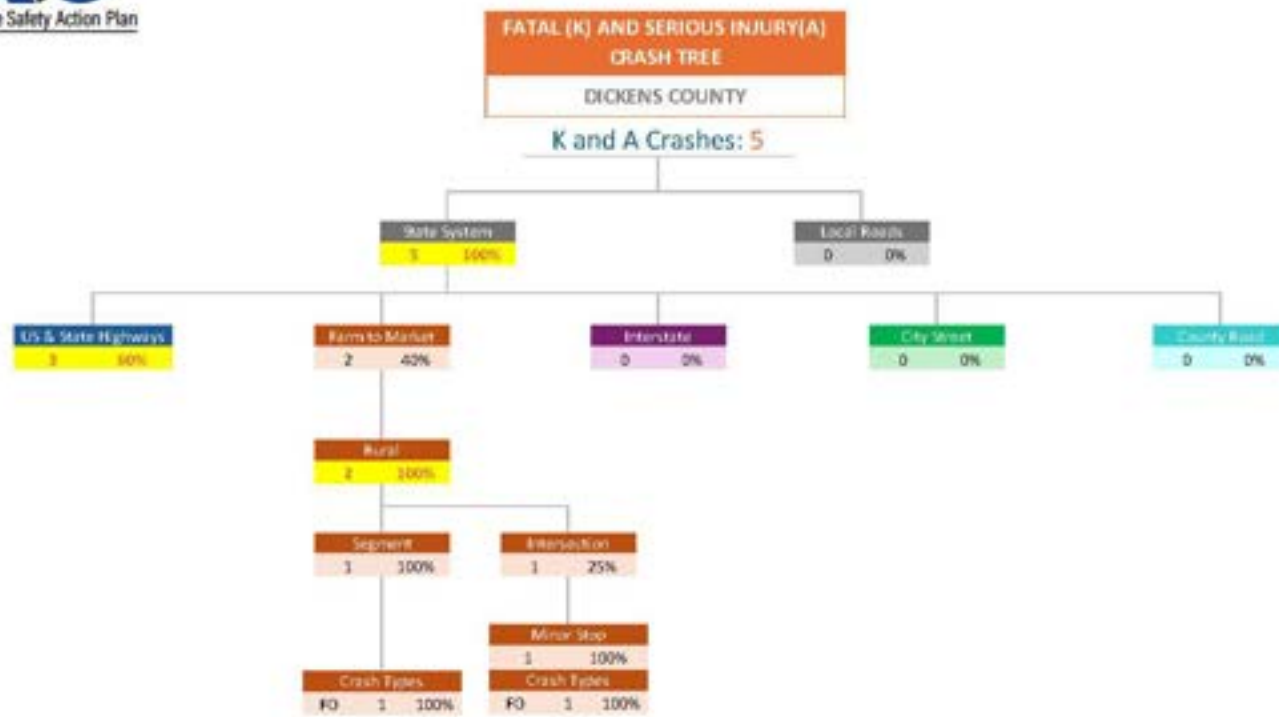 e Safety Action Plan
FATAL (K) AND SERIOUS INJURY(A)
CRASH TREE
DICKENS COUNTY
K and A Crashes: 5
State System
5 100%
Local Roads
0 0%
US & State Highways
3 60%
Farm to Market
2 40%
Interstate
0 0%
City Street
0 0%
County Road
0 0%
Rural
2 100%
Segment
1 100%
Intersection
1 25%
Minor Stop
1 100%
Crash Types
FO 1 100%
Crash Types
FO 1 100%